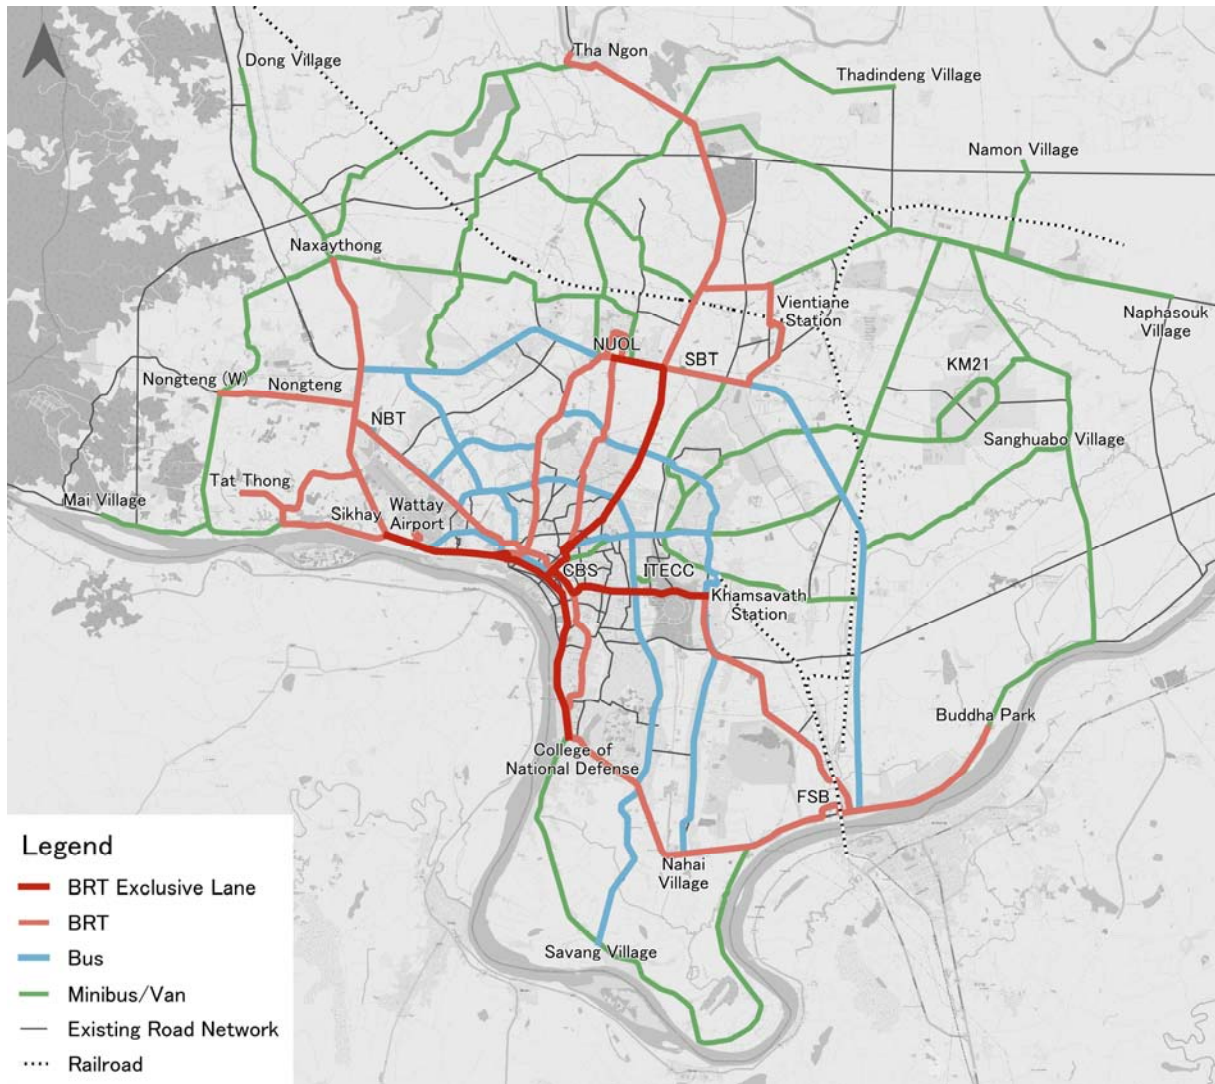 Tha Ngon
Dong Village
Thadindeng Village
Namon Village
Naxaythong
Vientiane
Station
Naphasouk
Village
NUOL
SBT
KM21
Nongteng (W)
Nongteng
NBT
Sanghuabo Village
Tat Thong
Mai Village
Sikhay
Wattay
Airport
CBS
ITECC
Khamsavath
Station
Buddha Park
College of
National Defense
FSB
Nahai
Village
Savang Village
Legend
BRT Exclusive Lane
BRT
Bus
Minibus/Van
Existing Road Network
Railroad